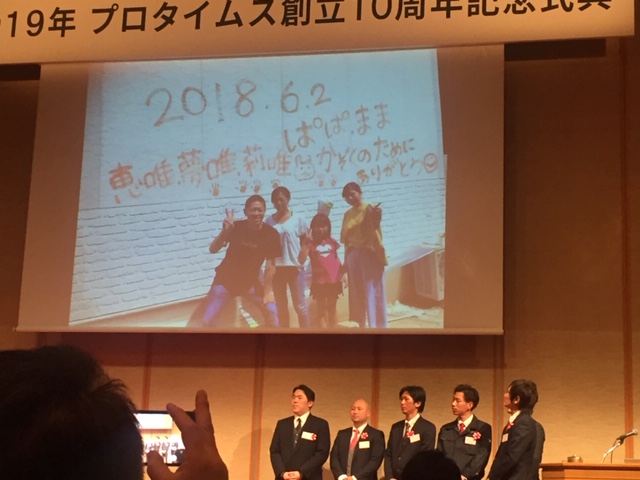 19年 プロタイムズ創立10周年記念式典
2018.6.2
ぱぱ.まま
恵唯.夢唯.莉唯 かぞくのために
ありがとう